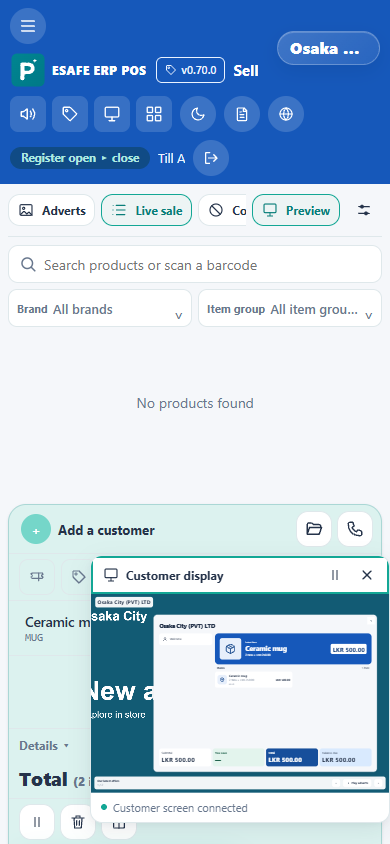 Osaka ...
ESAFE ERP POS
v0.70.0
Sell
Register open ▸ close
Till A
Adverts
Live sale
Co
Preview
Search products or scan a barcode
Brand All brands
Item group All item grou...
No products found
Add a customer
Customer display
Ceramic m
MUG
Osaka City (PVT) LTD
saka City
Osaka City (PVT) LTD
Ceramic mug
LKR 500.00
New a
xplore in store
LKR 500.00
LKR 500.00
LKR 500.00
Details
Total (2 i
Customer screen connected